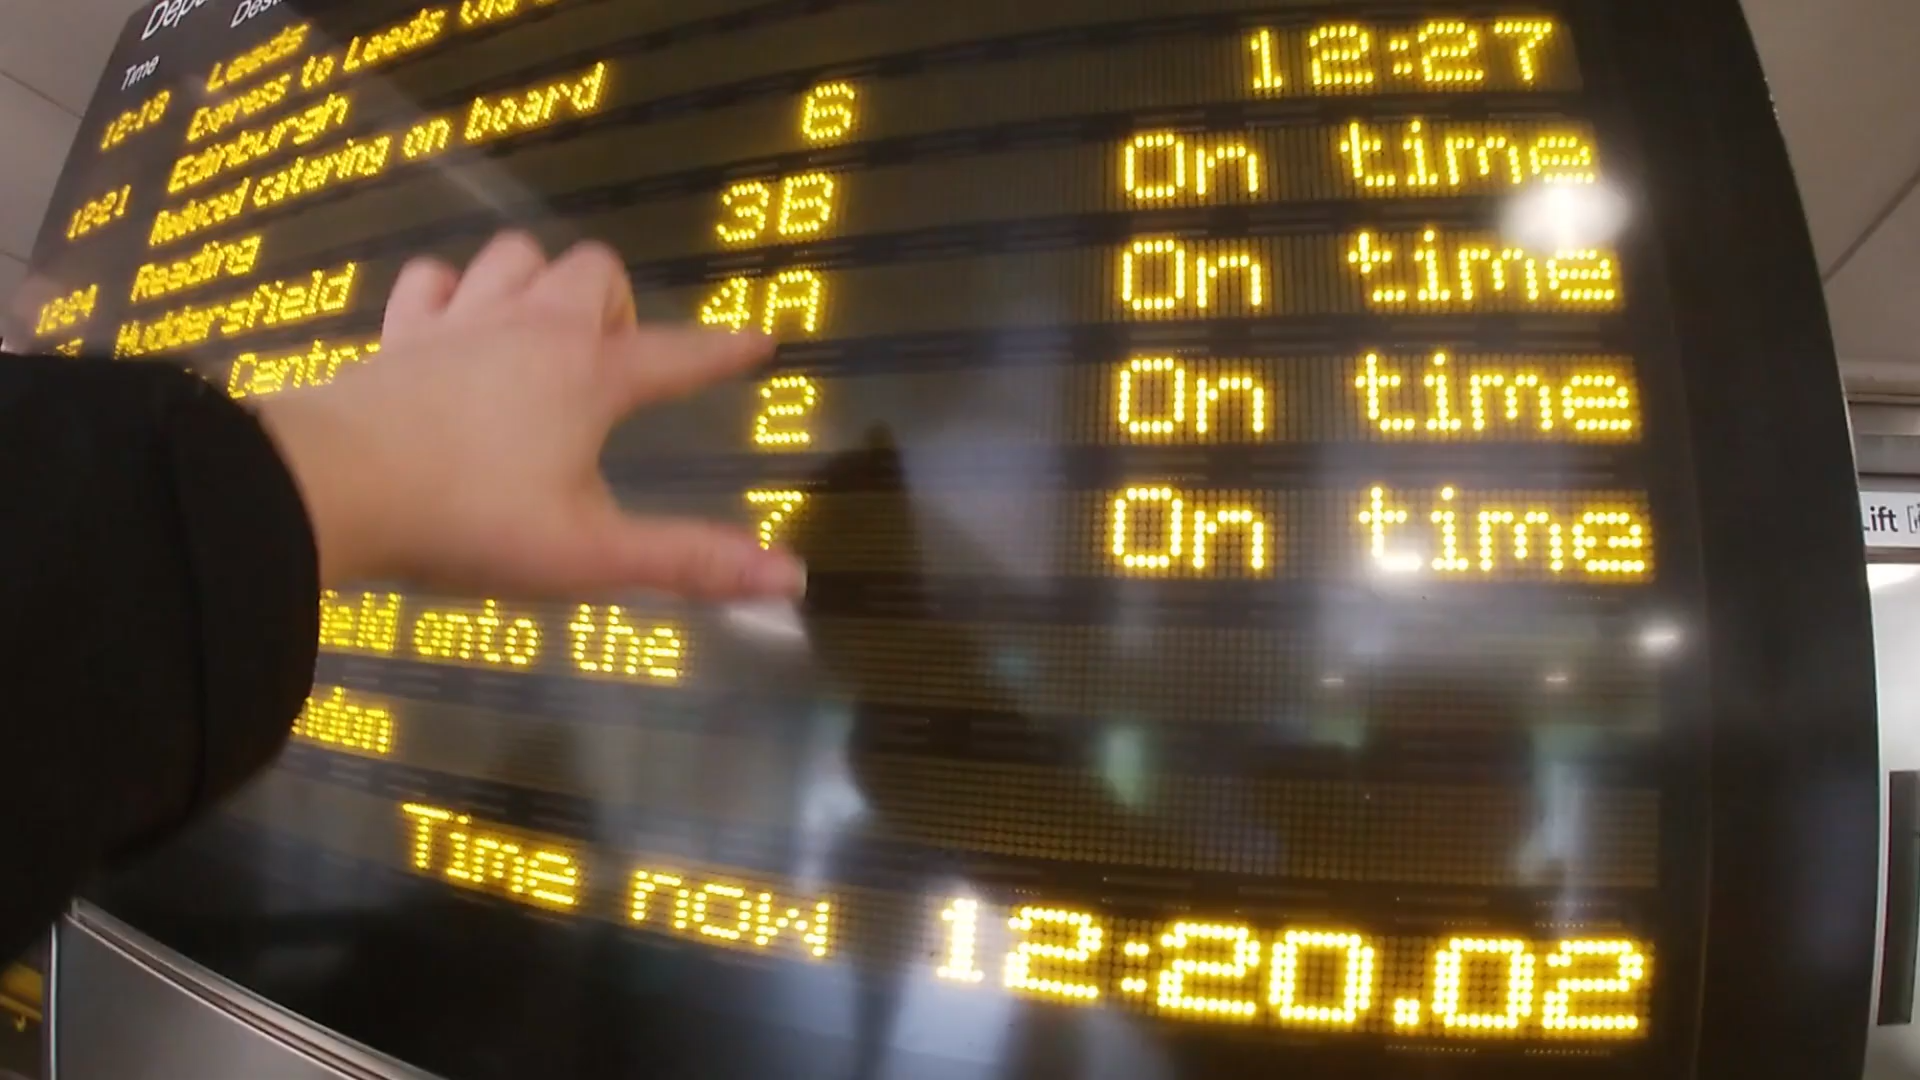 Time
12:18 Leeds
Express to Leeds
12:21 Edinburgh
Reduced catering on board
12:24 Reading
Huddersfield
6 12:27
3B On time
4A On time
2 On time
7 On time
onto the
Time now 12:20.02
Lift